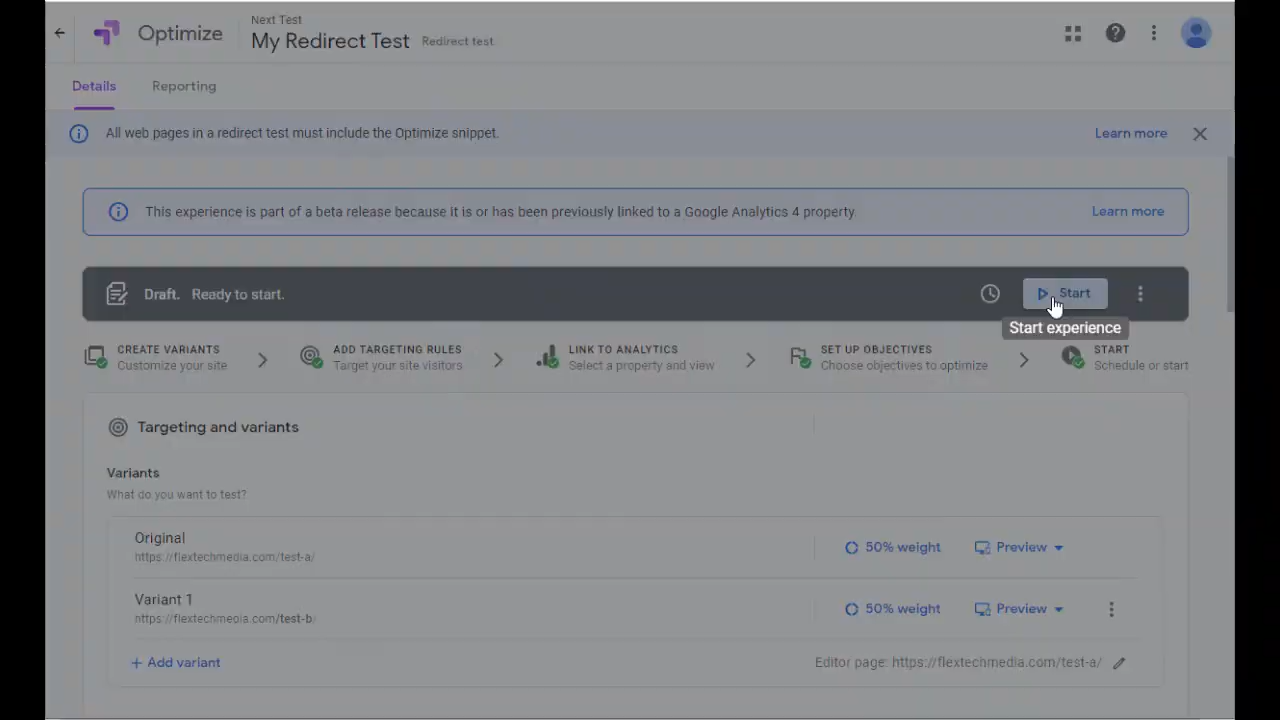 Optimize
Next Test
My Redirect Test Redirect test
Details Reporting
All web pages in a redirect test must include the Optimize snippet. Learn more
This experience is part of a beta release because it is or has been previously linked to a Google Analytics 4 property. Learn more
Draft. Ready to start. Start
Start experience
CREATE VARIANTS
Customize your site
ADD TARGETING RULES
Target your site visitors
LINK TO ANALYTICS
Select a property and view
SET UP OBJECTIVES
Choose objectives to optimize
START
Schedule or start
Targeting and variants
Variants
What do you want to test?
Original
https://flextechmedia.com/test-a/
50% weight Preview
Variant 1
https://flextechmedia.com/test-b/
50% weight Preview
+ Add variant
Editor page: https://flextechmedia.com/test-a/